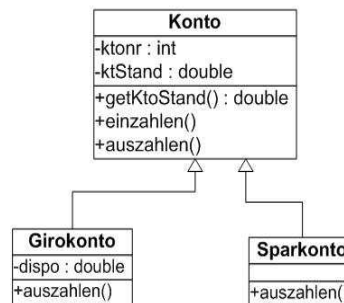 Konto
-ktonr : int
-ktStand : double
+getKtoStand() : double
+einzahlen()
+auszahlen()
Girokonto
-dispo : double
+auszahlen()
Sparkonto
+auszahlen()